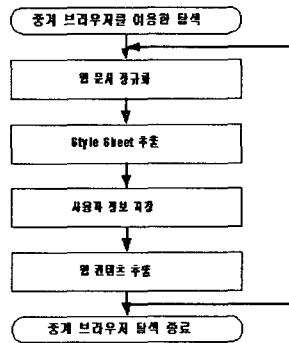 중계 브라우저를 이용한 탐색
웹 문서 정규화
Style Sheet 추출
사용자 정보 저장
웹 컨텐츠 추출
중계 브라우저 탐색 종료